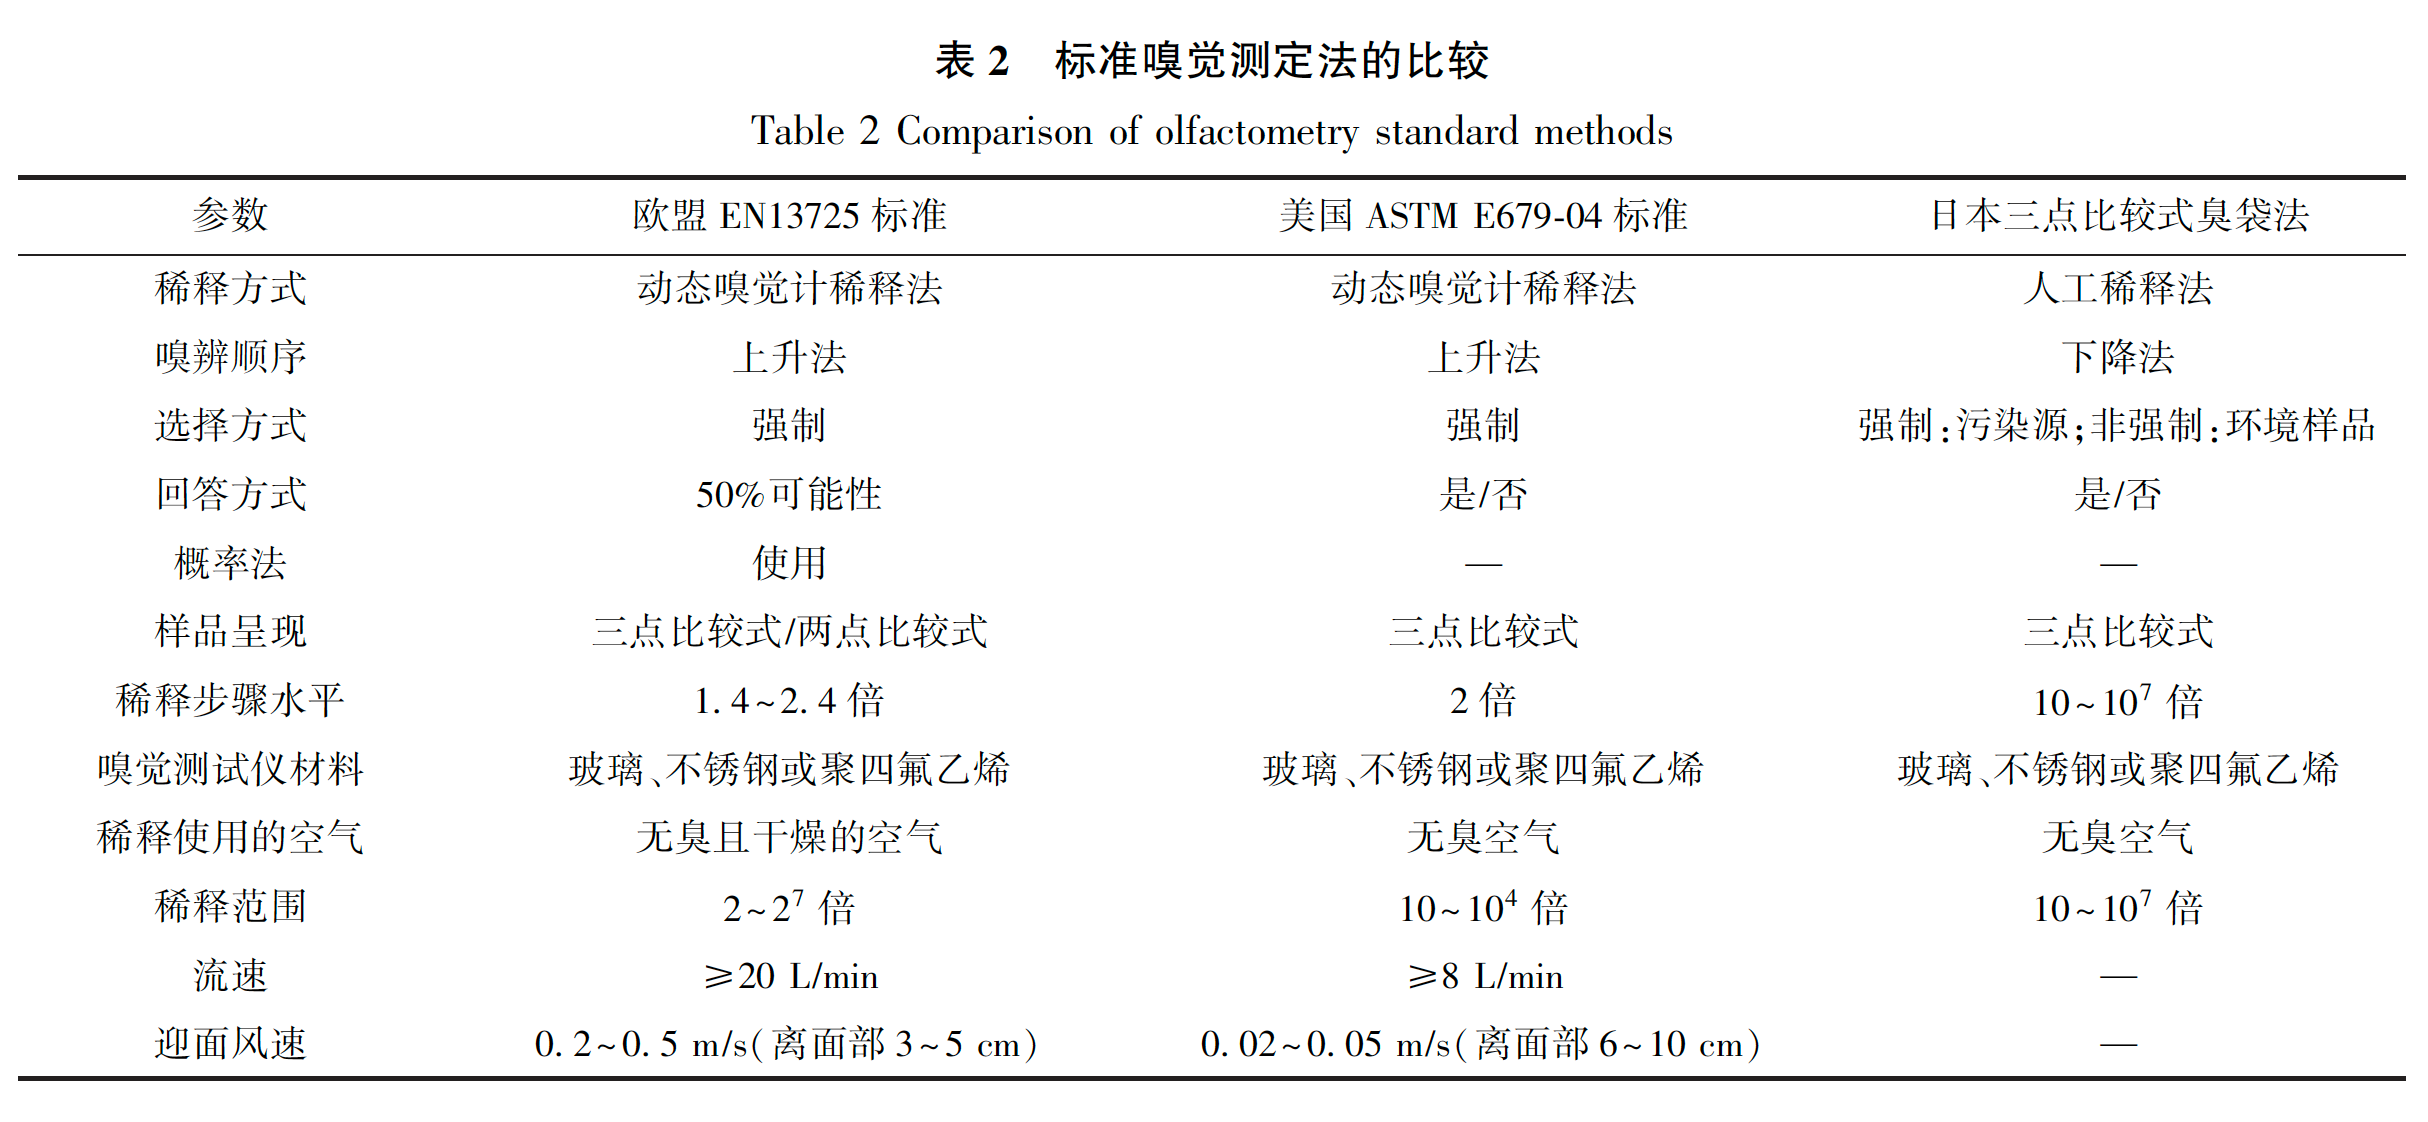 表 2 标准嗅觉测定法的比较
Table 2 Comparison of olfactometry standard methods
参数 欧盟 EN13725 标准 美国 ASTM E679-04 标准 日本三点比较式臭袋法
稀释方式 动态嗅觉计稀释法 动态嗅觉计稀释法 人工稀释法
嗅辨顺序 上升法 上升法 下降法
选择方式 强制 强制 强制:污染源;非强制:环境样品
回答方式 50%可能性 是/否 是/否
概率法 使用 — —
样品呈现 三点比较式/两点比较式 三点比较式 三点比较式
稀释步骤水平 1.4~2.4 倍 2 倍 10~10⁷ 倍
嗅觉测试仪材料 玻璃、不锈钢或聚四氟乙烯 玻璃、不锈钢或聚四氟乙烯 玻璃、不锈钢或聚四氟乙烯
稀释使用的空气 无臭且干燥的空气 无臭空气 无臭空气
稀释范围 2~2⁷ 倍 10~10⁴ 倍 10~10⁷ 倍
流速 ≥20 L/min ≥8 L/min —
迎面风速 0.2~0.5 m/s(离面部 3~5 cm) 0.02~0.05 m/s(离面部 6~10 cm) —